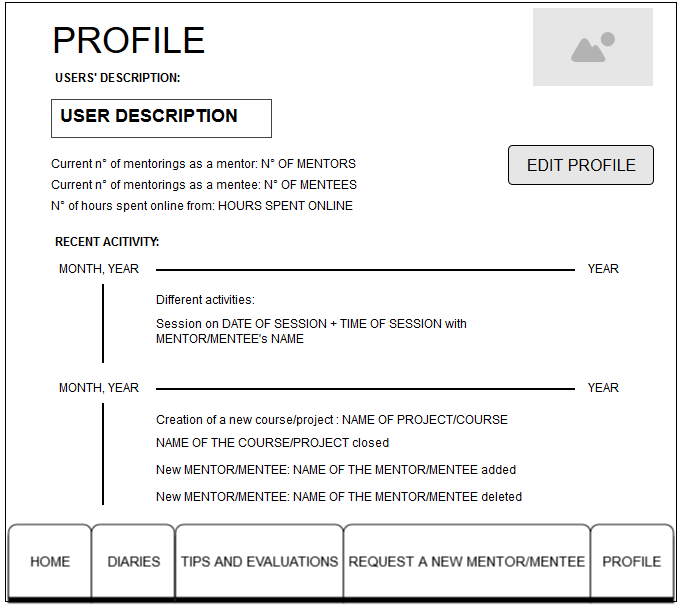 PROFILE
USERS' DESCRIPTION:
USER DESCRIPTION
Current n° of mentorings as a mentor: N° OF MENTORS
EDIT PROFILE
Current n° of mentorings as a mentee: N° OF MENTEES
N° of hours spent online from: HOURS SPENT ONLINE
RECENT ACITIVITY:
MONTH, YEAR YEAR
Different activities:
Session on DATE OF SESSION + TIME OF SESSION with
MENTOR/MENTEE's NAME
MONTH, YEAR YEAR
Creation of a new course/project : NAME OF PROJECT/COURSE
NAME OF THE COURSE/PROJECT closed
New MENTOR/MENTEE: NAME OF THE MENTOR/MENTEE added
New MENTOR/MENTEE: NAME OF THE MENTOR/MENTEE deleted
HOME DIARIES TIPS AND EVALUATIONS REQUEST A NEW MENTOR/MENTEE PROFILE